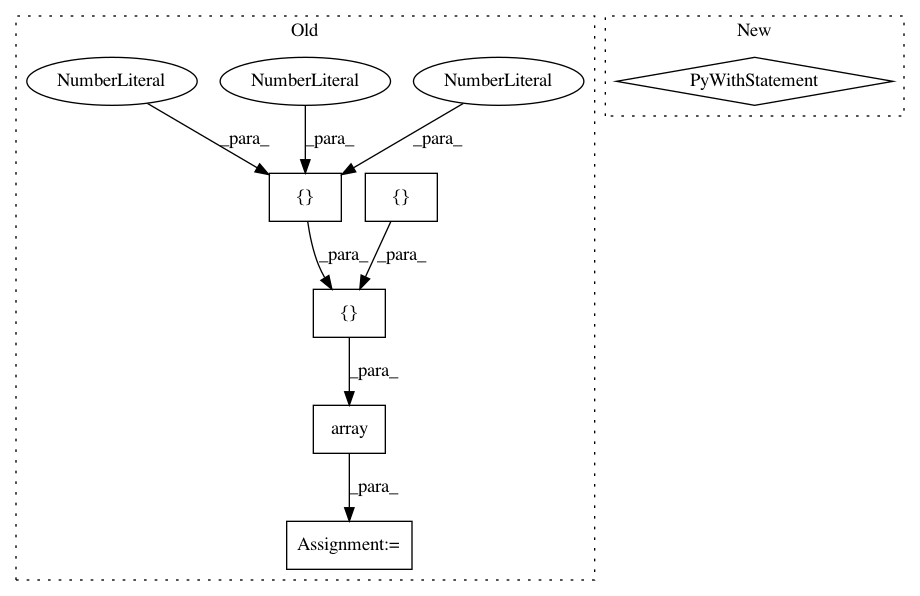 Old
New
NumberLiteral
NumberLiteral
NumberLiteral
PyWithStatement
_para_
_para_
_para_
{}
{}
_para_
_para_
{}
_para_
array
_para_
Assignment:=